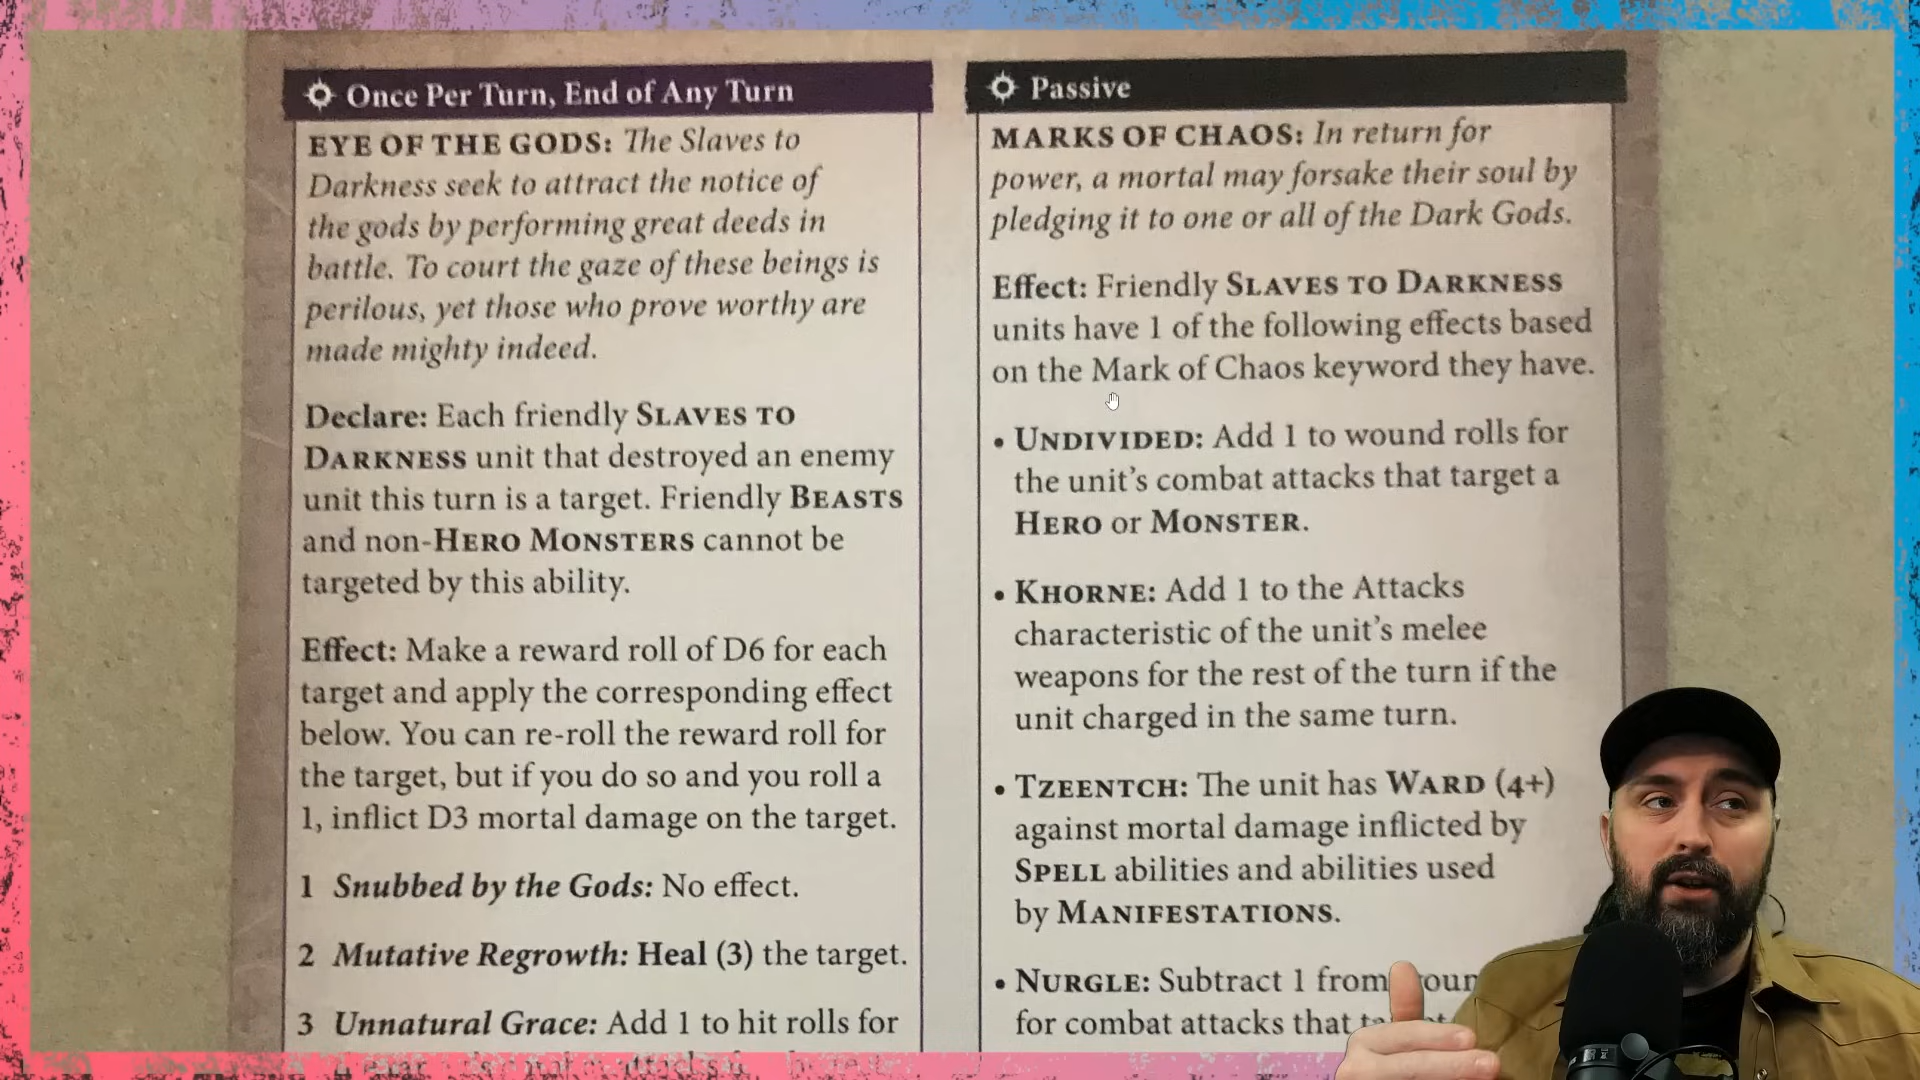 Once Per Turn, End of Any Turn
EYE OF THE GODS: The Slaves to
Darkness seek to attract the notice of
the gods by performing great deeds in
battle. To court the gaze of these beings is
perilous, yet those who prove worthy are
made mighty indeed.
Declare: Each friendly SLAVES TO
DARKNESS unit that destroyed an enemy
unit this turn is a target. Friendly BEASTS
and non-HERO MONSTERS cannot be
targeted by this ability.
Effect: Make a reward roll of D6 for each
target and apply the corresponding effect
below. You can re-roll the reward roll for
the target, but if you do so and you roll a
1, inflict D3 mortal damage on the target.
1 Snubbed by the Gods: No effect.
2 Mutative Regrowth: Heal (3) the target.
3 Unnatural Grace: Add 1 to hit rolls for
Passive
MARKS OF CHAOS: In return for
power, a mortal may forsake their soul by
pledging it to one or all of the Dark Gods.
Effect: Friendly SLAVES TO DARKNESS
units have 1 of the following effects based
on the Mark of Chaos keyword they have.
• UNDIVIDED: Add 1 to wound rolls for
the unit's combat attacks that target a
HERO or MONSTER.
• KHORNE: Add 1 to the Attacks
characteristic of the unit's melee
weapons for the rest of the turn if the
unit charged in the same turn.
• TZEENTCH: The unit has WARD (4+)
against mortal damage inflicted by
SPELL abilities and abilities used
by MANIFESTATIONS.
• NURGLE: Subtract 1 from
for combat attacks that